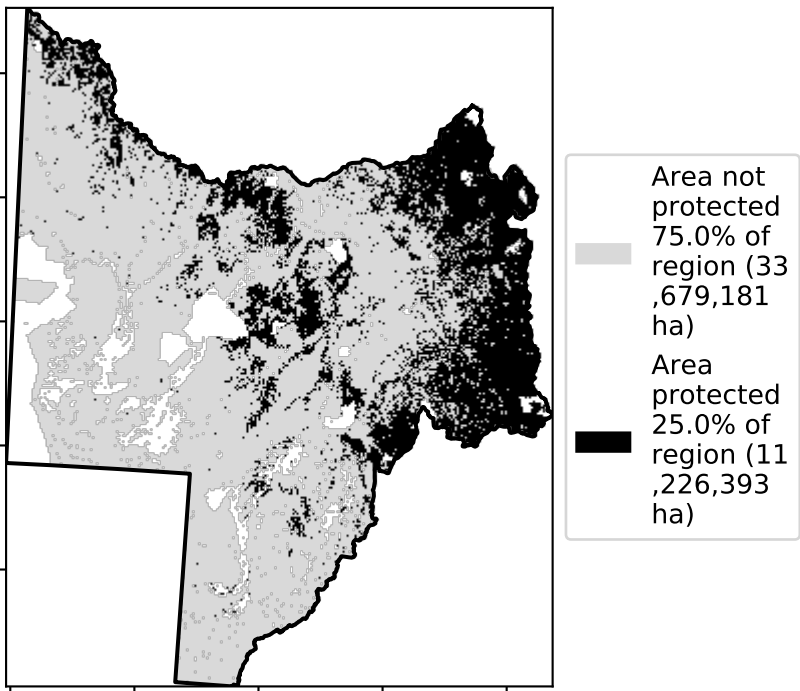 Area not
protected
75.0% of
region (33
,679,181
ha)
Area
protected
25.0% of
region (11
,226,393
ha)